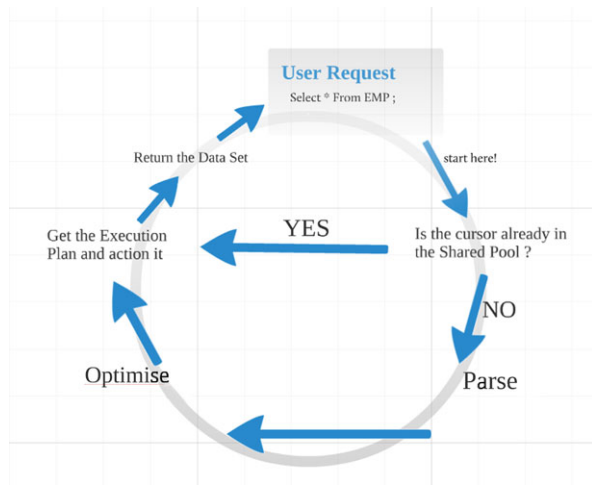 User Request
Select * From EMP ;
start here!
Is the cursor already in
the Shared Pool ?
YES
NO
Parse
Optimise
Get the Execution
Plan and action it
Return the Data Set